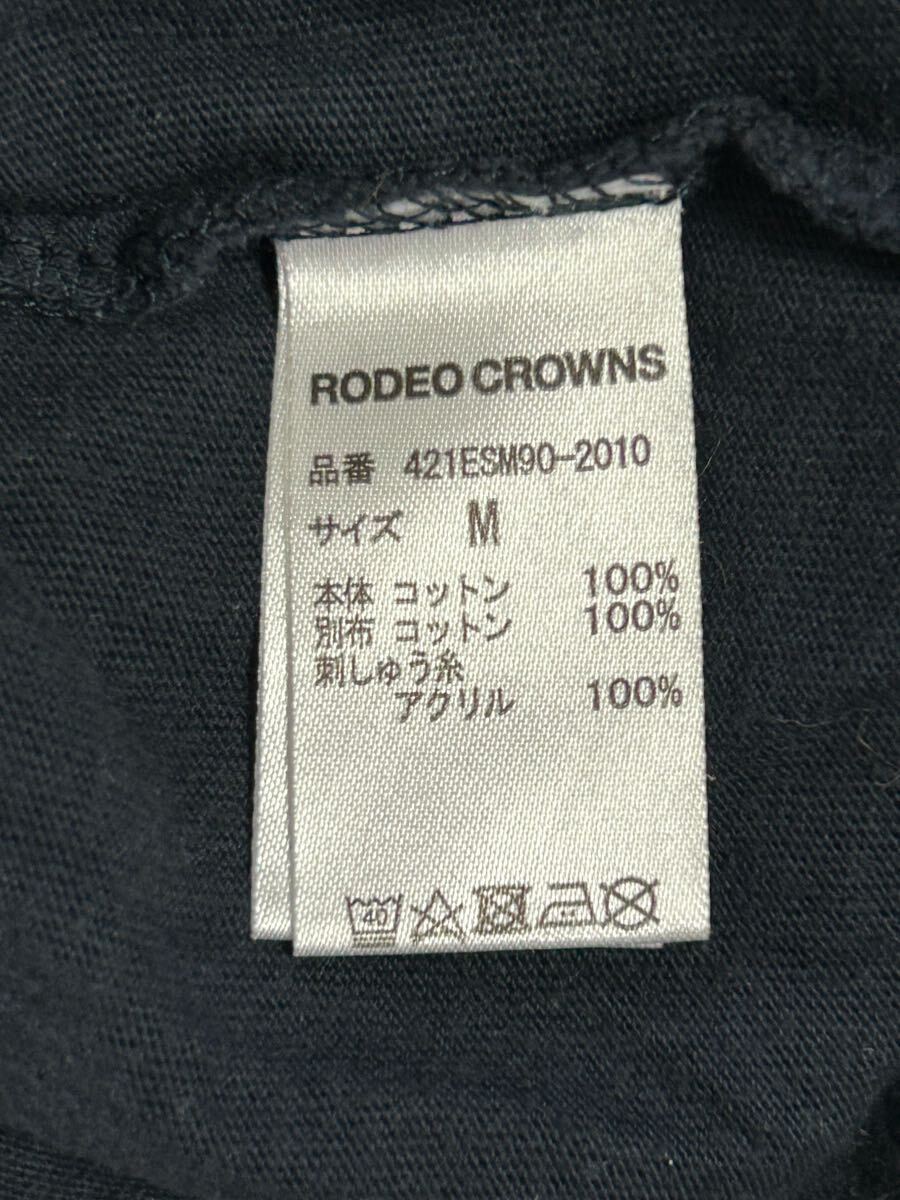 RODEO CROWNS
品番 421ESM90-2010
サイズ M
本体 コットン 100%
別布 コットン 100%
刺しゅう糸
アクリル 100%
40